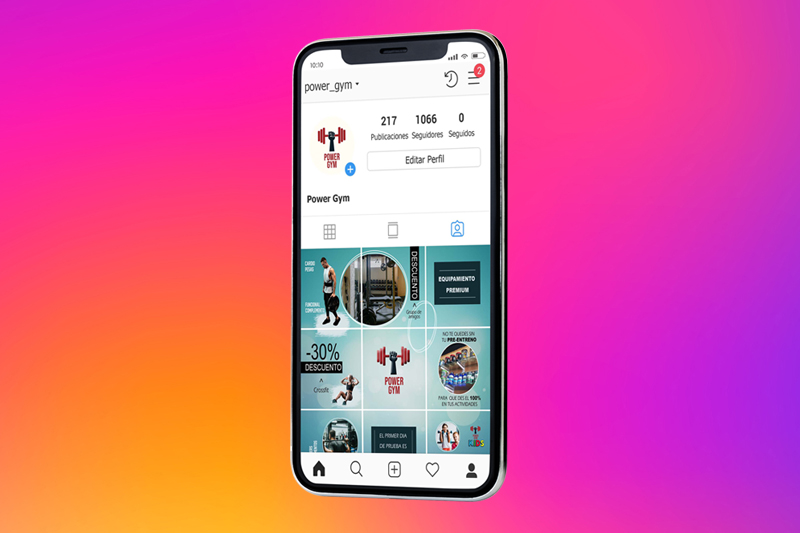 10:10
power_gym
2
217 1066 0
Publicaciones Seguidores Seguidos
POWER
GYM
Editar Perfil
Power Gym
CARDIO
PESAS
FUNCIONAL
DESCUENTO
Grupo de
amigos
EQUIPAMIENTO
PREMIUM
-30%
DESCUENTO
Crossfit
POWER
GYM
NO TE QUEDES SIN
TU PRE-ENTRENO
PARA QUE DES EL 100%
EN TUS ACTIVIDADES
EL PRIMER DIA
DE PRUEBA ES